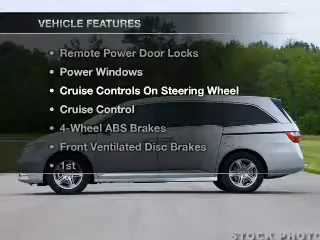 VEHICLE FEATURES
• Remote Power Door Locks
• Power Windows
• Cruise Controls On Steering Wheel
• Cruise Control
• 4-Wheel ABS Brakes
• Front Ventilated Disc Brakes
• 1st
STOCK PHOTO